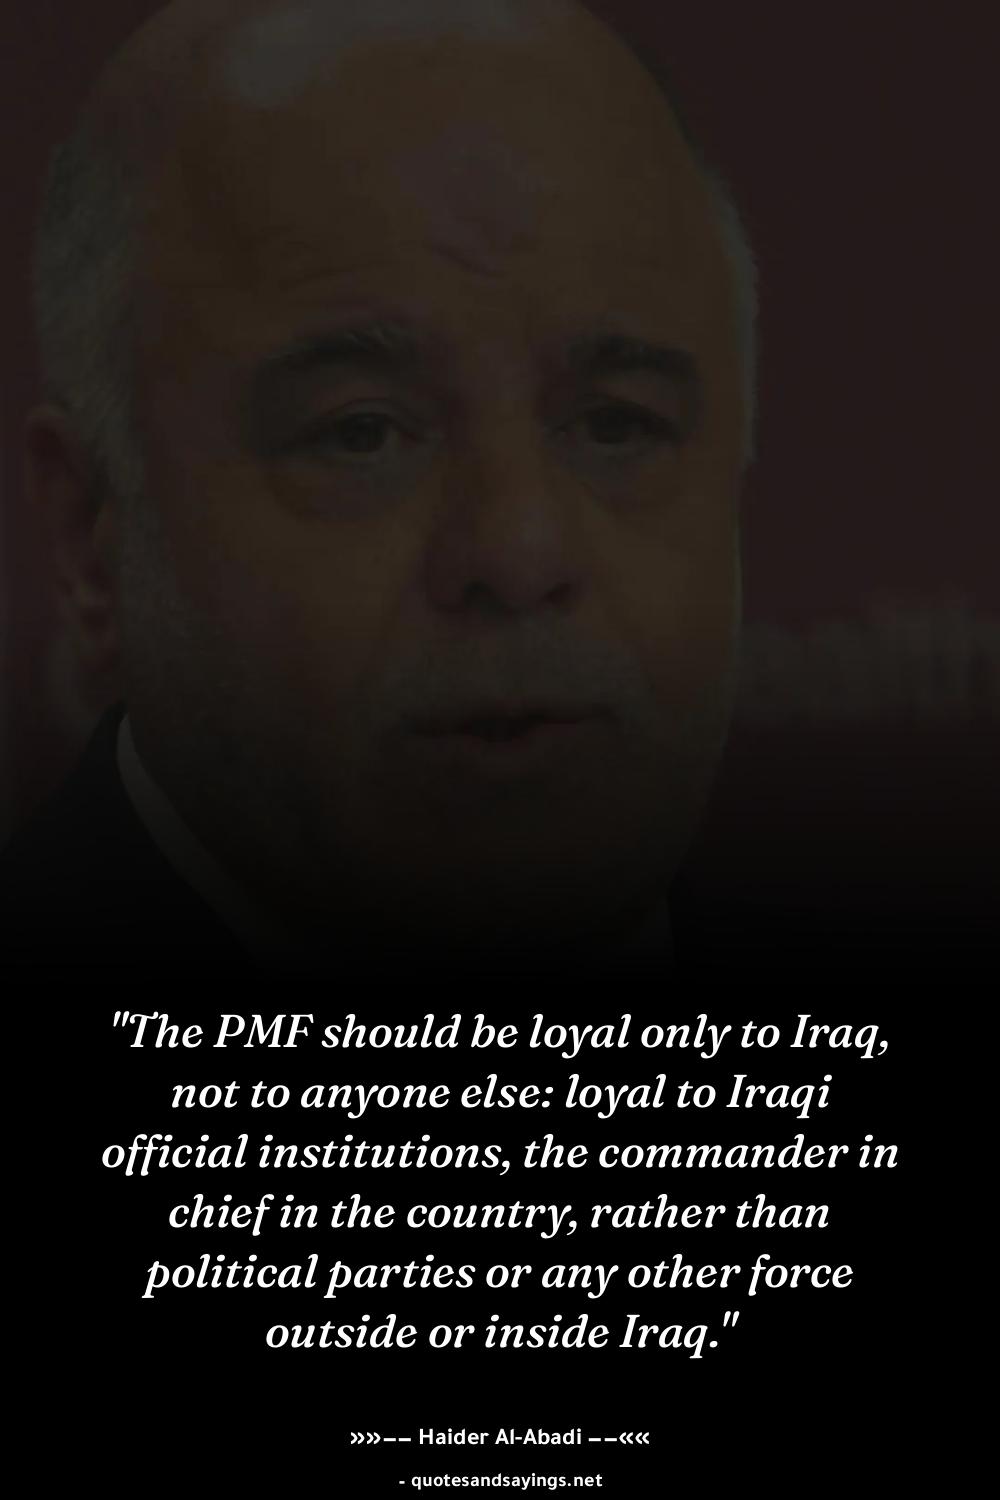 "The PMF should be loyal only to Iraq,
not to anyone else: loyal to Iraqi
official institutions, the commander in
chief in the country, rather than
political parties or any other force
outside or inside Iraq."
»»–– Haider Al-Abadi ––««
- quotesandsayings.net